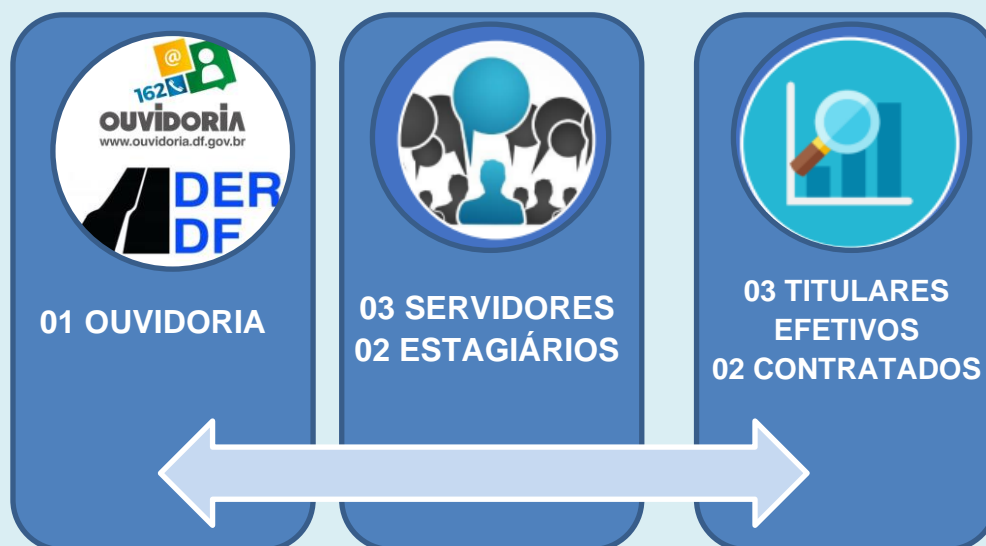 @
162
OUVIDORIA
www.ouvidoria.df.gov.br
DER
DF
01 OUVIDORIA
03 SERVIDORES
02 ESTAGIÁRIOS
03 TITULARES
EFETIVOS
02 CONTRATADOS